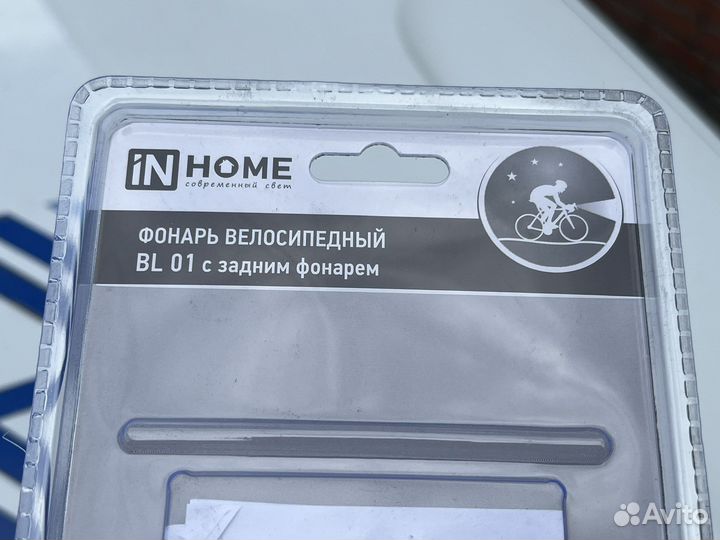 iN HOME
современный свет
ФОНАРЬ ВЕЛОСИПЕДНЫЙ
BL 01 с задним фонарем
Avito